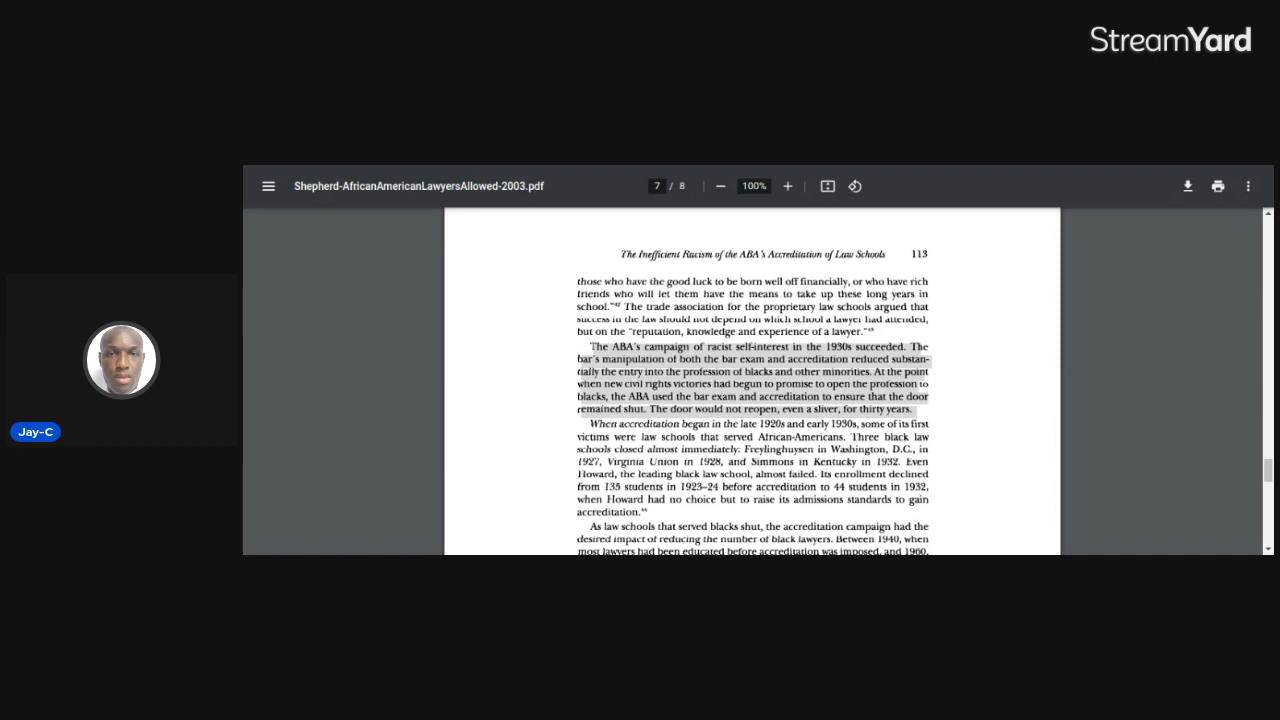 StreamYard
Shepherd-AfricanAmericanLawyersAllowed-2003.pdf
7 / 8
100%
The Inefficient Racism of the ABA's Accreditation of Law Schools 113
those who have the good luck to be born well off financially, or who have rich
friends who will let them have the means to take up these long years in
school."⁴² The trade association for the proprietary law schools argued that
success in the law should not depend on which school a lawyer had attended,
but on the "reputation, knowledge and experience of a lawyer."⁴³
The ABA's campaign of racist self-interest in the 1930s succeeded. The
bar's manipulation of both the bar exam and accreditation reduced substan-
tially the entry into the profession of blacks and other minorities. At the point
when new civil rights victories had begun to promise to open the profession to
blacks, the ABA used the bar exam and accreditation to ensure that the door
remained shut. The door would not reopen, even a sliver, for thirty years.
When accreditation began in the late 1920s and early 1930s, some of its first
victims were law schools that served African-Americans. Three black law
schools closed almost immediately: Freylinghuysen in Washington, D.C., in
1927, Virginia Union in 1928, and Simmons in Kentucky in 1932. Even
Howard, the leading black law school, almost failed. Its enrollment declined
from 135 students in 1923–24 before accreditation to 44 students in 1932,
when Howard had no choice but to raise its admissions standards to gain
accreditation.⁴⁴
As law schools that served blacks shut, the accreditation campaign had the
desired impact of reducing the number of black lawyers. Between 1940, when
most lawyers had been educated before accreditation was imposed, and 1960,
Jay-C